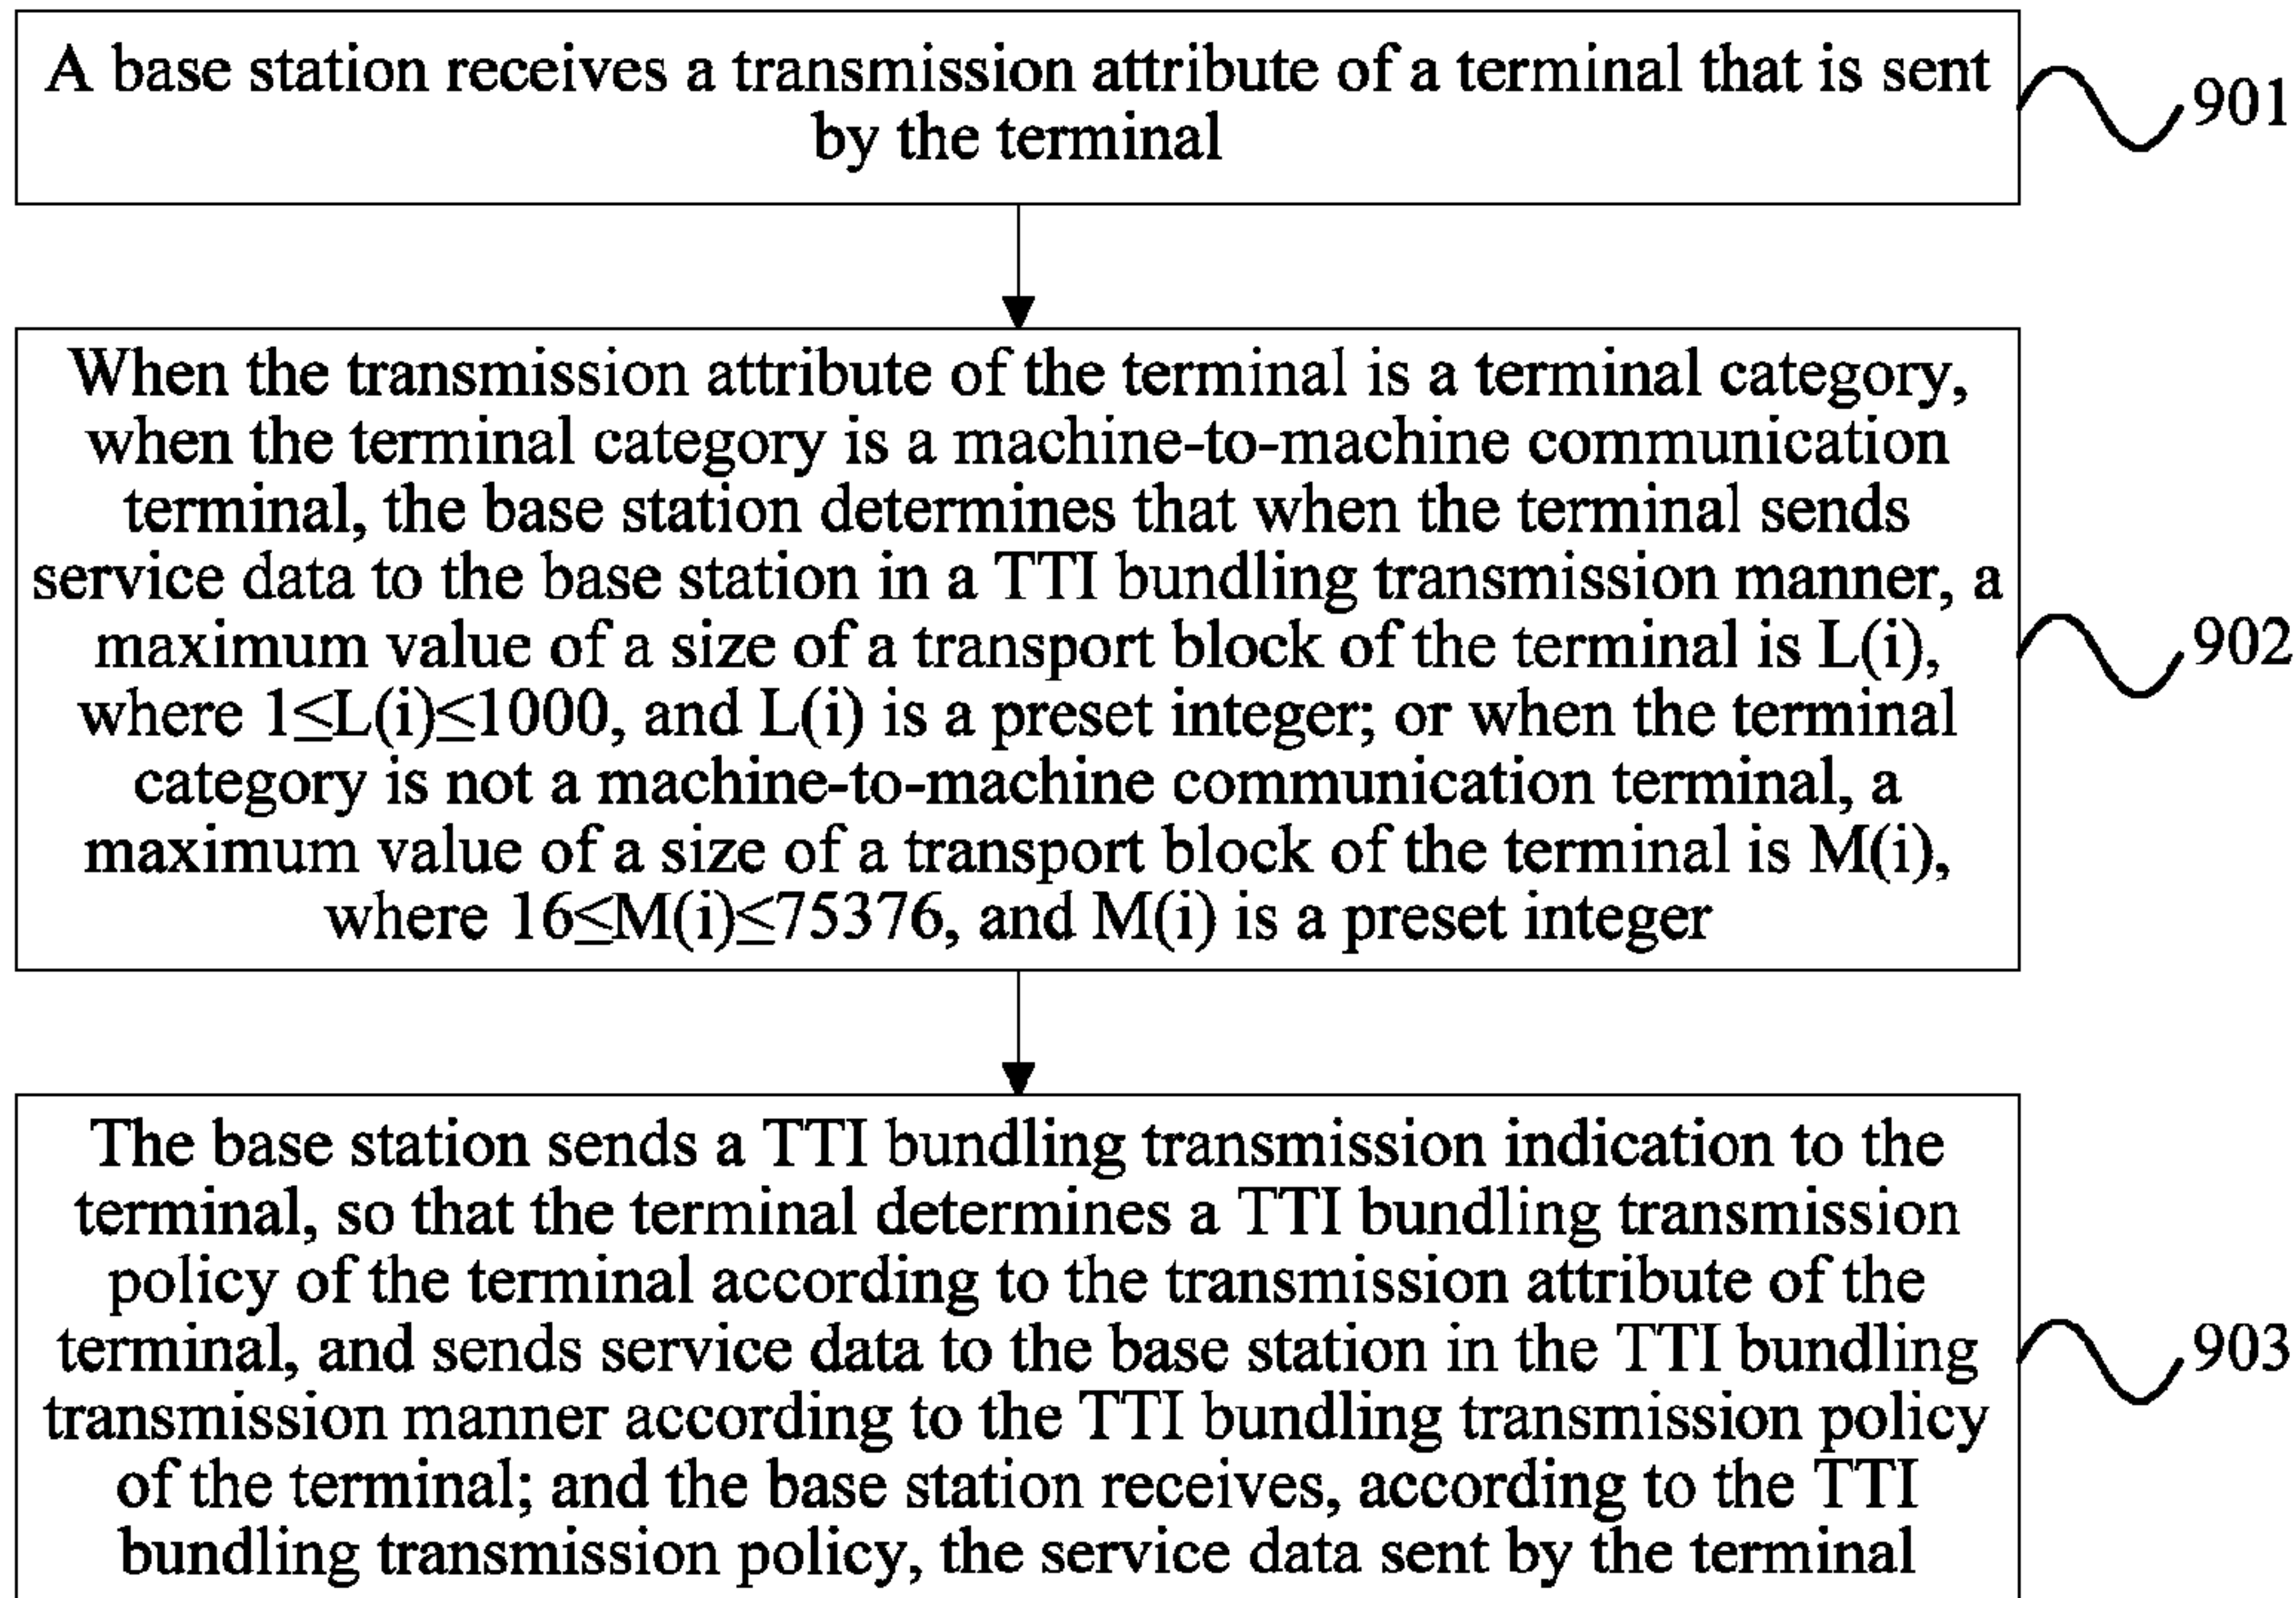 A base station receives a transmission attribute of a terminal that is sent
by the terminal
901
When the transmission attribute of the terminal is a terminal category,
when the terminal category is a machine-to-machine communication
terminal, the base station determines that when the terminal sends
service data to the base station in a TTI bundling transmission manner, a
maximum value of a size of a transport block of the terminal is L(i),
where 1≤L(i)≤1000, and L(i) is a preset integer; or when the terminal
category is not a machine-to-machine communication terminal, a
maximum value of a size of a transport block of the terminal is M(i),
where 16≤M(i)≤75376, and M(i) is a preset integer
902
The base station sends a TTI bundling transmission indication to the
terminal, so that the terminal determines a TTI bundling transmission
policy of the terminal according to the transmission attribute of the
terminal, and sends service data to the base station in the TTI bundling
transmission manner according to the TTI bundling transmission policy
of the terminal; and the base station receives, according to the TTI
bundling transmission policy, the service data sent by the terminal
903